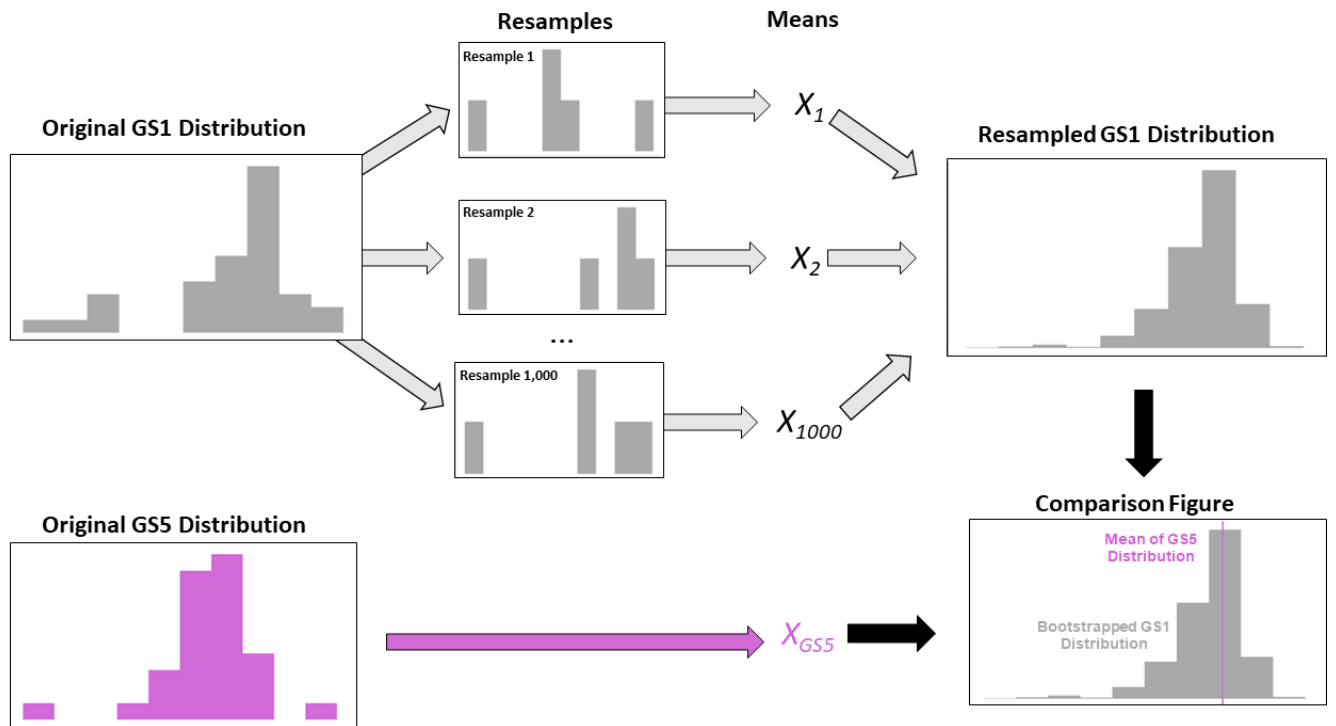 Resamples
Means
Resample 1
X1
Original GS1 Distribution
Resampled GS1 Distribution
Resample 2
X2
...
Resample 1,000
X1000
Original GS5 Distribution
Comparison Figure
Mean of GS5
Distribution
XGS5
Bootstrapped GS1
Distribution